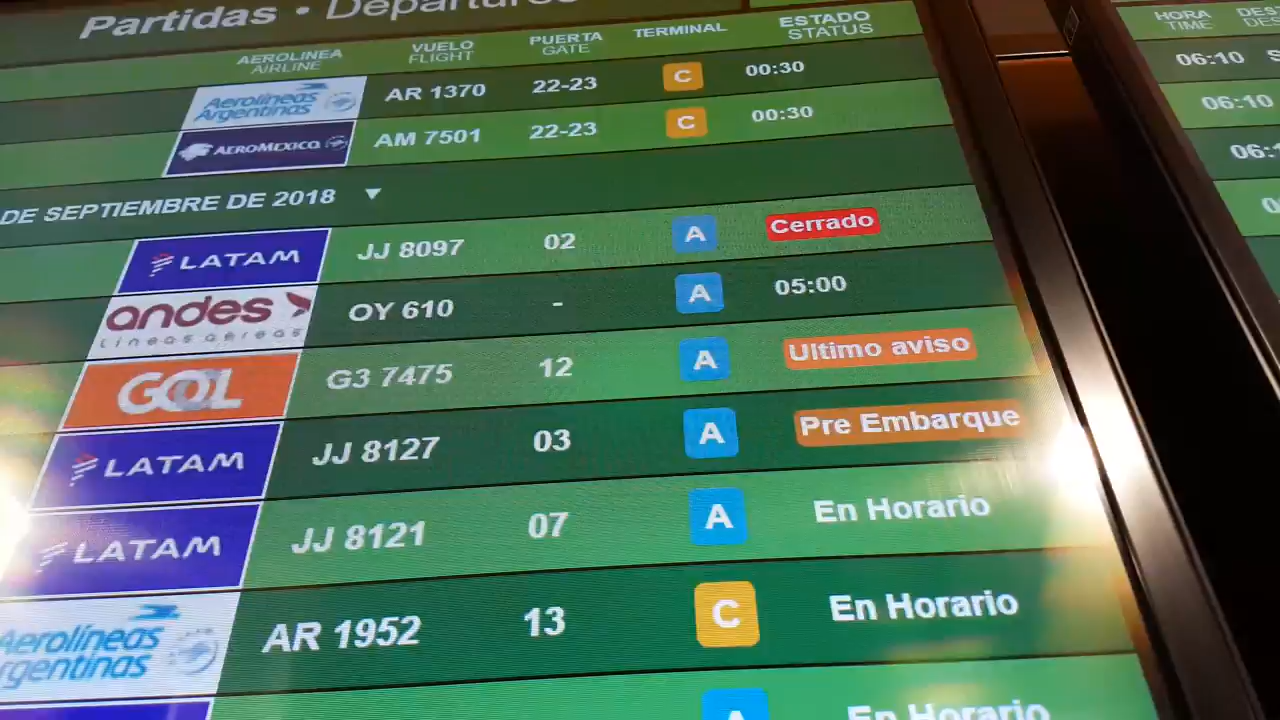 Partidas • Departures
AEROLINEA VUELO PUERTA TERMINAL ESTADO
AIRLINE FLIGHT GATE STATUS
Aerolíneas Argentinas AR 1370 22-23 C 00:30
AEROMEXICO AM 7501 22-23 C 00:30
DE SEPTIEMBRE DE 2018
LATAM JJ 8097 02 A Cerrado
andes líneas aéreas OY 610 - A 05:00
GOL G3 7475 12 A Ultimo aviso
LATAM JJ 8127 03 A Pre Embarque
LATAM JJ 8121 07 A En Horario
Aerolíneas Argentinas AR 1952 13 C En Horario
A En Horario
HORA
TIME
06:10
06:10